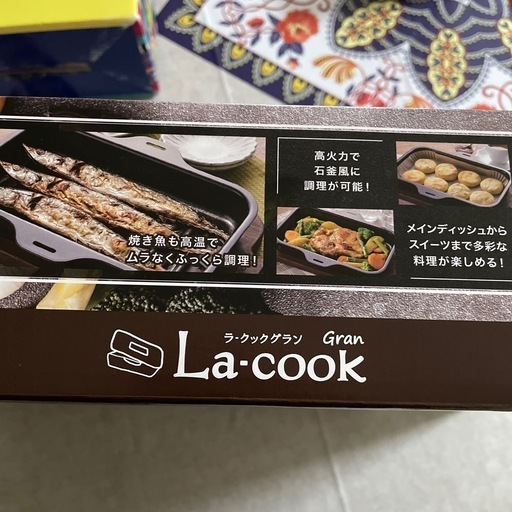 焼き魚も高温で
ムラなくふっくら調理!
高火力で
石釜風に
調理が可能!
メインディッシュから
スイーツまで多彩な
料理が楽しめる!
ラ・クックグラン Gran
La-cook